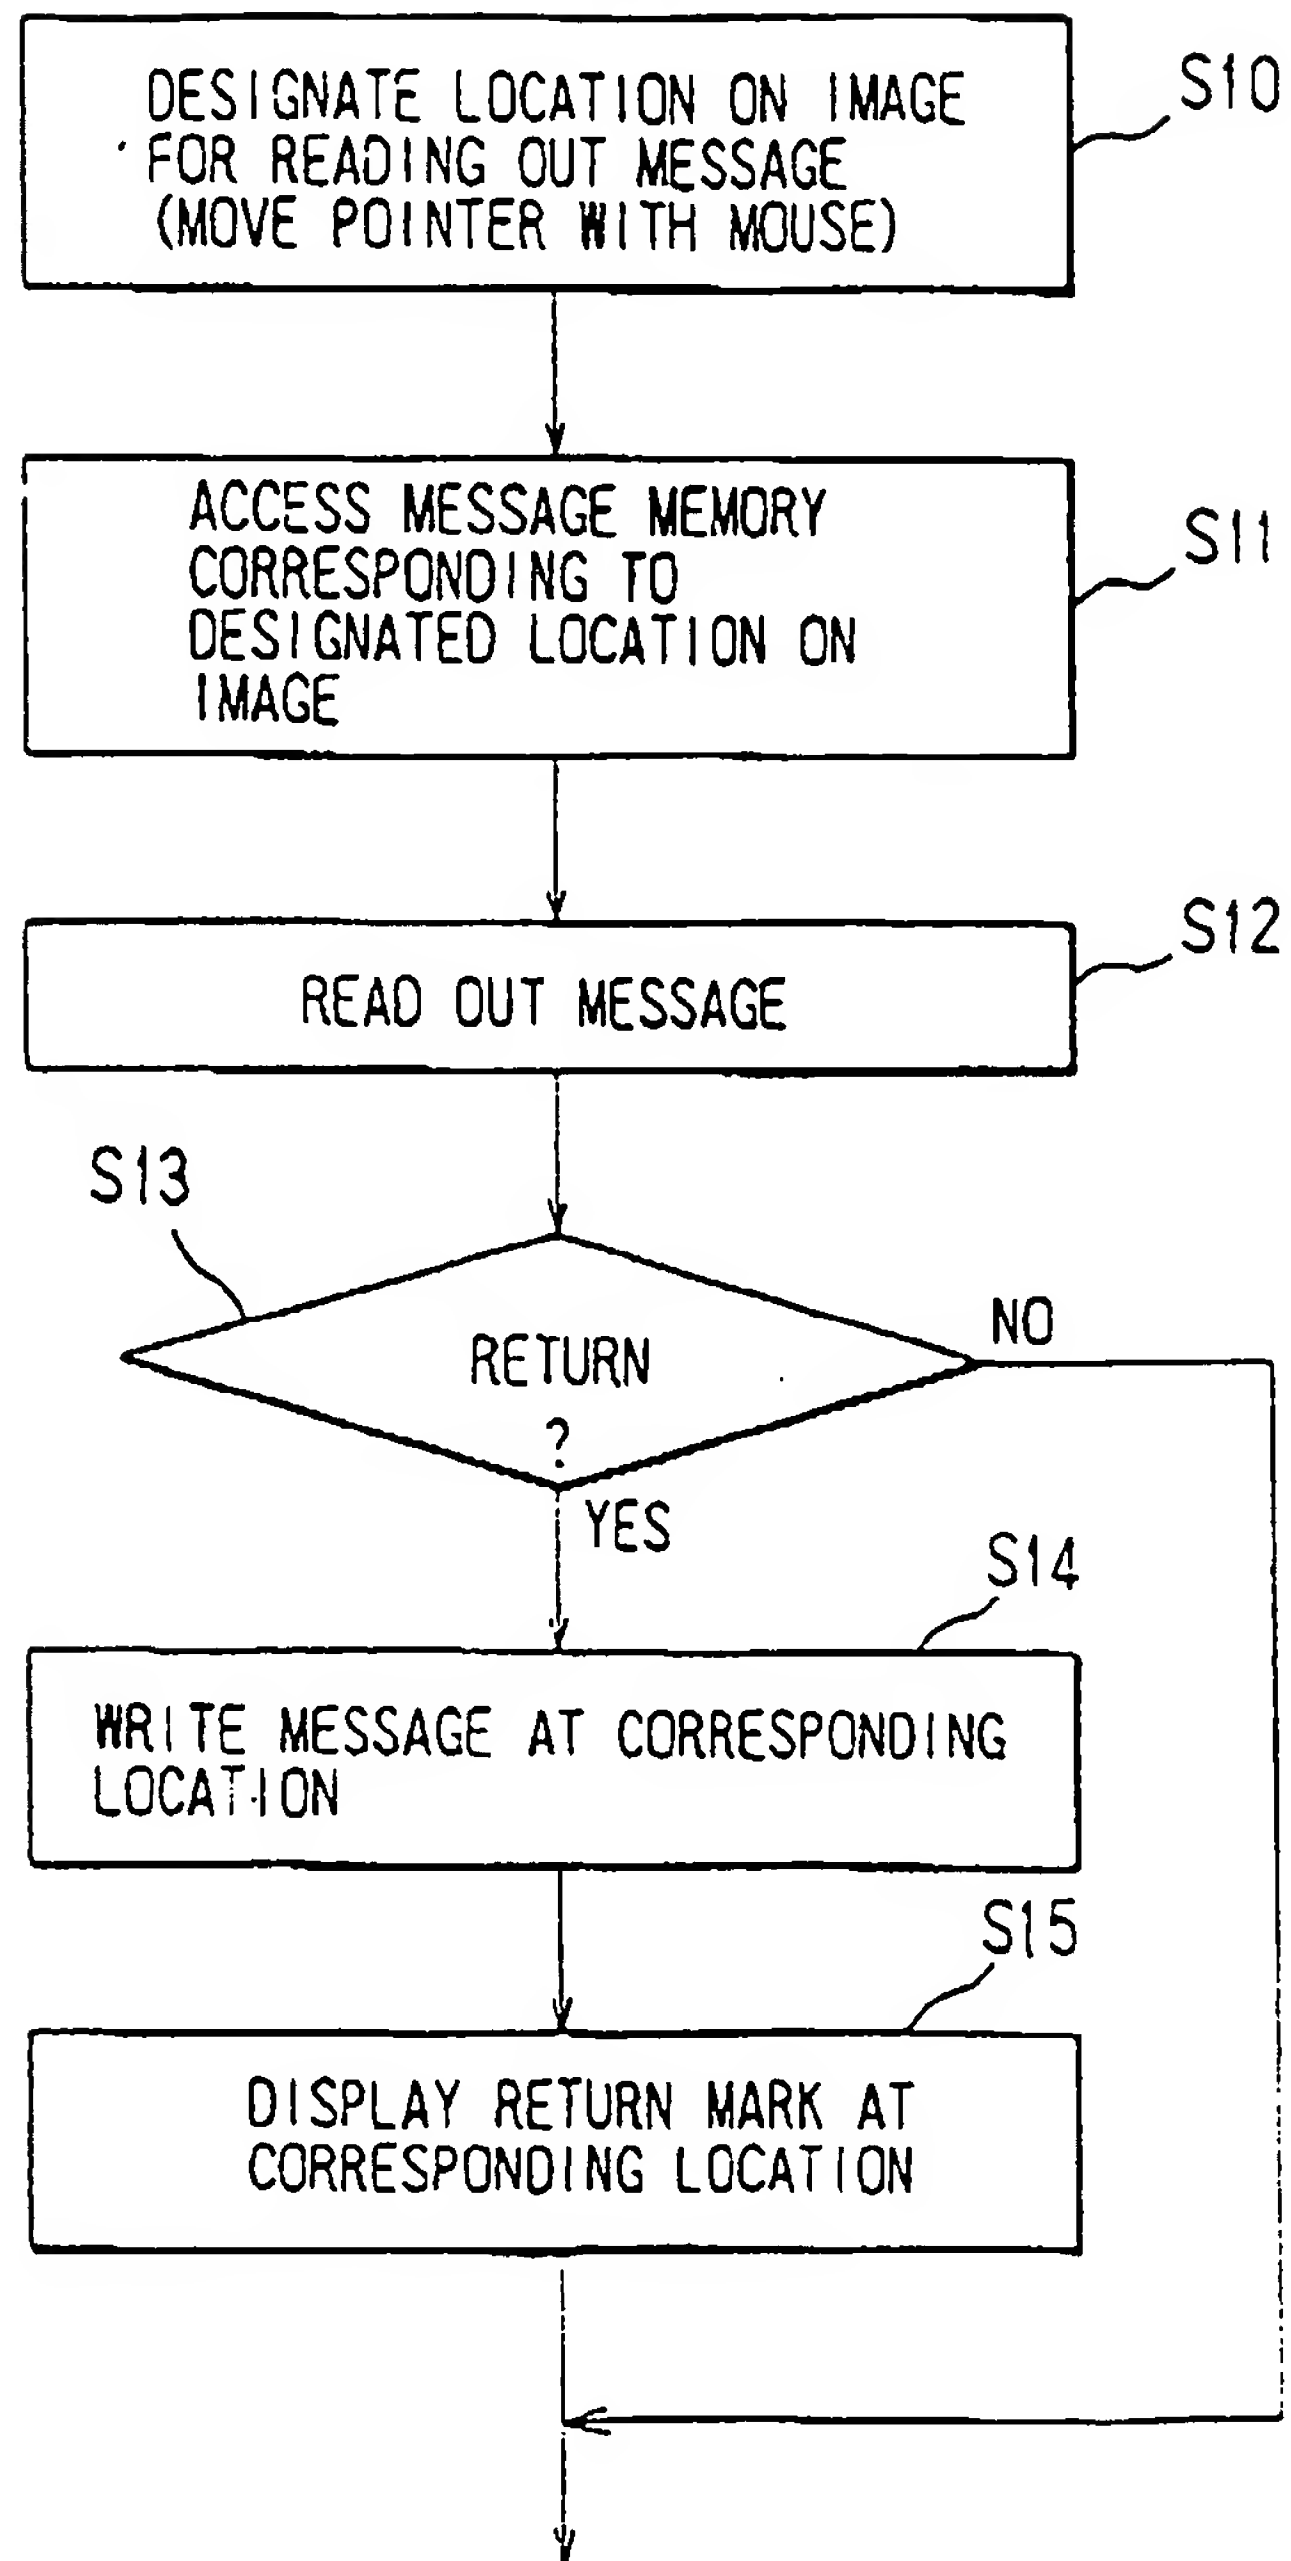 DESIGNATE LOCATION ON IMAGE
FOR READING OUT MESSAGE
(MOVE POINTER WITH MOUSE)
S10
ACCESS MESSAGE MEMORY
CORRESPONDING TO
DESIGNATED LOCATION ON
IMAGE
S11
READ OUT MESSAGE
S12
S13
RETURN
?
NO
YES
S14
WRITE MESSAGE AT CORRESPONDING
LOCATION
S15
DISPLAY RETURN MARK AT
CORRESPONDING LOCATION